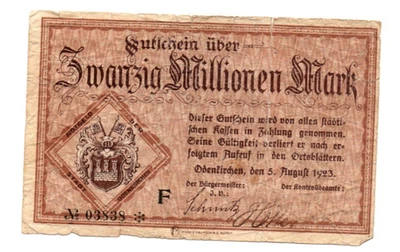 Gutschein über
Zwanzig Millionen Mark
Dieser Gutschein wird von allen städti-
schen Kassen in Zahlung genommen.
Seine Gültigkeit verliert er nach er-
folgtem Aufruf in den Ortsblättern.
Odenkirchen, den 5. August 1923.
Der Bürgermeister: Der Kontrollbeamte:
J.V.
Schmitz
F
№ 03838 ✻